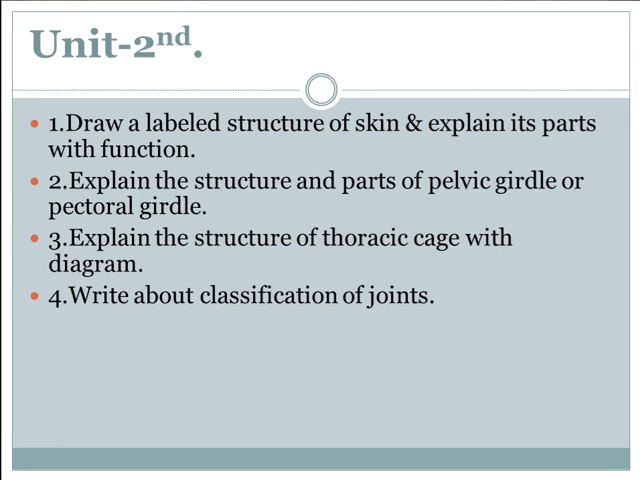 Unit-2nd.
• 1.Draw a labeled structure of skin & explain its parts
with function.
• 2.Explain the structure and parts of pelvic girdle or
pectoral girdle.
• 3.Explain the structure of thoracic cage with
diagram.
• 4.Write about classification of joints.